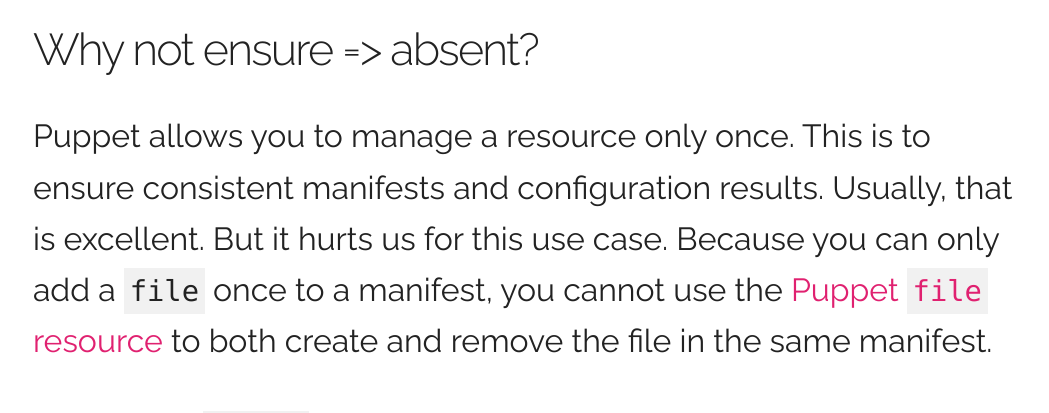 Why not ensure => absent?
Puppet allows you to manage a resource only once. This is to
ensure consistent manifests and configuration results. Usually, that
is excellent. But it hurts us for this use case. Because you can only
add a file once to a manifest, you cannot use the Puppet file
resource to both create and remove the file in the same manifest.